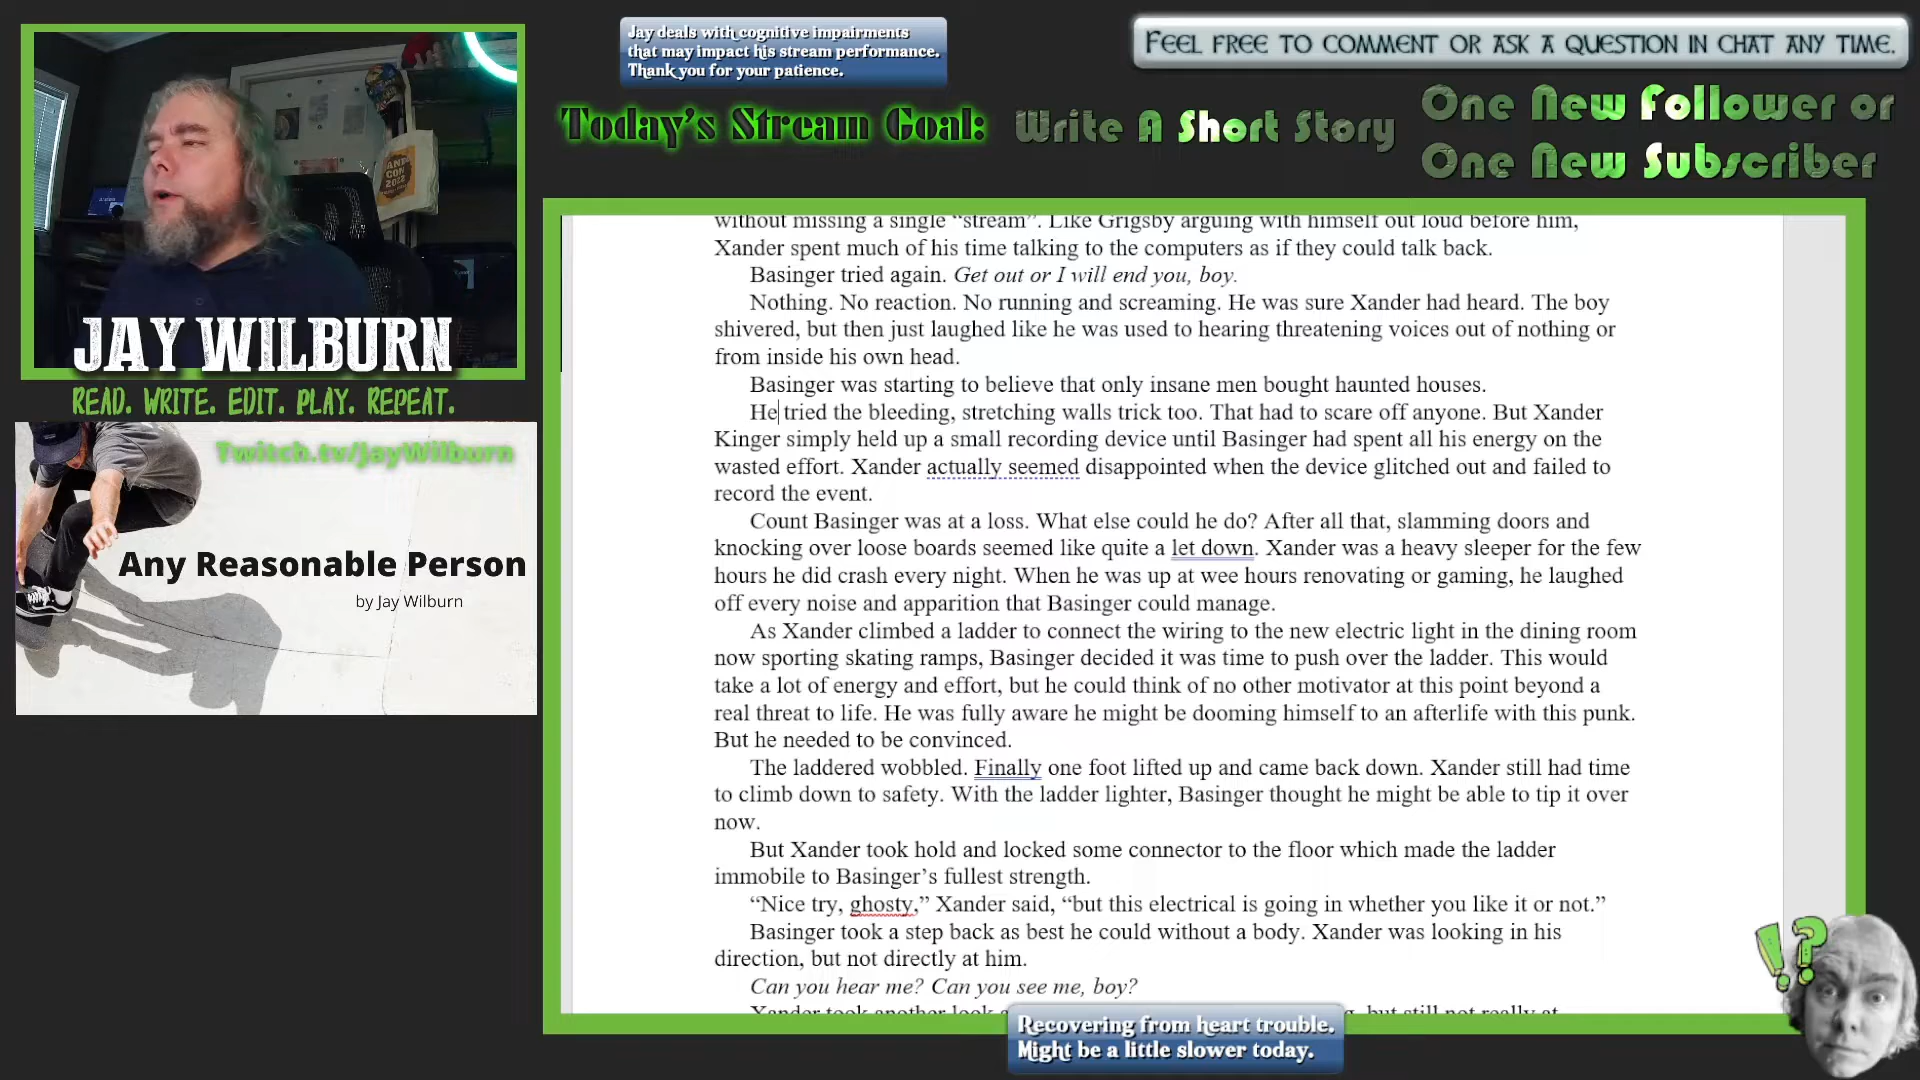 Jay deals with cognitive impairments
that may impact his stream performance.
Thank you for your patience.
FEEL FREE TO COMMENT OR ASK A QUESTION IN CHAT ANY TIME.
Today's Stream Goal:
Write A Short Story
One New Follower or
One New Subscriber
JAY WILBURN
READ. WRITE. EDIT. PLAY. REPEAT.
Twitch.tv/JayWilburn
Any Reasonable Person
by Jay Wilburn
without missing a single “stream”. Like Grigsby arguing with himself out loud before him,
Xander spent much of his time talking to the computers as if they could talk back.
Basinger tried again. Get out or I will end you, boy.
Nothing. No reaction. No running and screaming. He was sure Xander had heard. The boy
shivered, but then just laughed like he was used to hearing threatening voices out of nothing or
from inside his own head.
Basinger was starting to believe that only insane men bought haunted houses.
He tried the bleeding, stretching walls trick too. That had to scare off anyone. But Xander
Kinger simply held up a small recording device until Basinger had spent all his energy on the
wasted effort. Xander actually seemed disappointed when the device glitched out and failed to
record the event.
Count Basinger was at a loss. What else could he do? After all that, slamming doors and
knocking over loose boards seemed like quite a let down. Xander was a heavy sleeper for the few
hours he did crash every night. When he was up at wee hours renovating or gaming, he laughed
off every noise and apparition that Basinger could manage.
As Xander climbed a ladder to connect the wiring to the new electric light in the dining room
now sporting skating ramps, Basinger decided it was time to push over the ladder. This would
take a lot of energy and effort, but he could think of no other motivator at this point beyond a
real threat to life. He was fully aware he might be dooming himself to an afterlife with this punk.
But he needed to be convinced.
The laddered wobbled. Finally one foot lifted up and came back down. Xander still had time
to climb down to safety. With the ladder lighter, Basinger thought he might be able to tip it over
now.
But Xander took hold and locked some connector to the floor which made the ladder
immobile to Basinger’s fullest strength.
“Nice try, ghosty,” Xander said, “but this electrical is going in whether you like it or not.”
Basinger took a step back as best he could without a body. Xander was looking in his
direction, but not directly at him.
Can you hear me? Can you see me, boy?
Xander took another look
but still not really at
Recovering from heart trouble.
Might be a little slower today.
!?